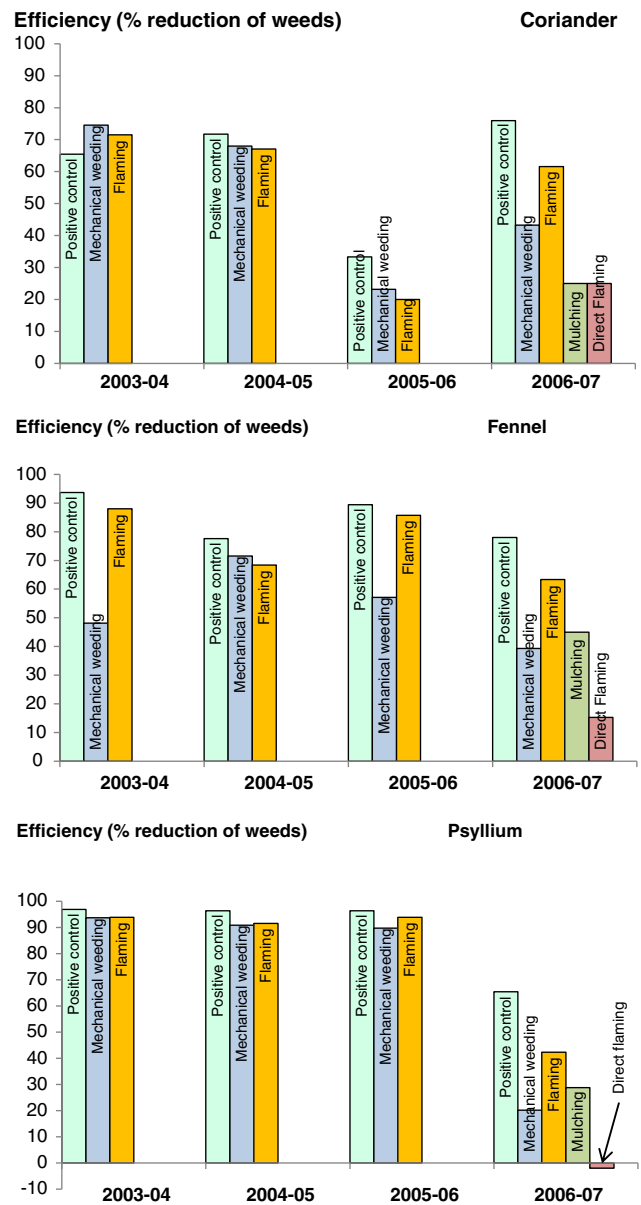 Efficiency (% reduction of weeds) Coriander
100
90
80
70
60
50
40
30
20
10
0
Positive control
Mechanical weeding
Flaming
Positive control
Mechanical weeding
Flaming
Positive control
Mechanical weeding
Flaming
Positive control
Mechanical weeding
Flaming
Mulching
Direct Flaming
2003-04 2004-05 2005-06 2006-07
Efficiency (% reduction of weeds) Fennel
100
90
80
70
60
50
40
30
20
10
0
Positive control
Mechanical weeding
Flaming
Positive control
Mechanical weeding
Flaming
Positive control
Mechanical weeding
Flaming
Positive control
Mechanical weeding
Flaming
Mulching
Direct Flaming
2003-04 2004-05 2005-06 2006-07
Efficiency (% reduction of weeds) Psyllium
100
90
80
70
60
50
40
30
20
10
0
-10
Positive control
Mechanical weeding
Flaming
Positive control
Mechanical weeding
Flaming
Positive control
Mechanical weeding
Flaming
Positive control
Mechanical weeding
Flaming
Mulching
Direct flaming
2003-04 2004-05 2005-06 2006-07